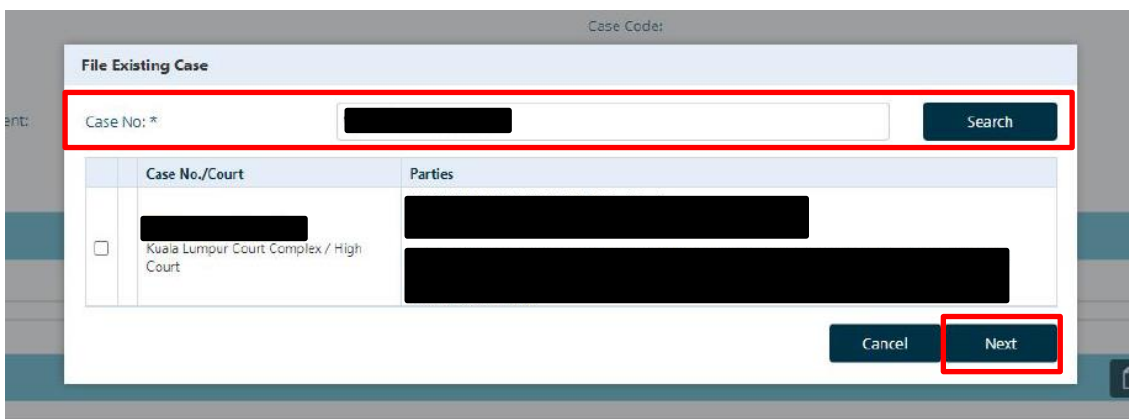 Case Code:
File Existing Case
ent:
Case No: *
Search
Case No./Court
Parties
Kuala Lumpur Court Complex / High
Court
Cancel
Next